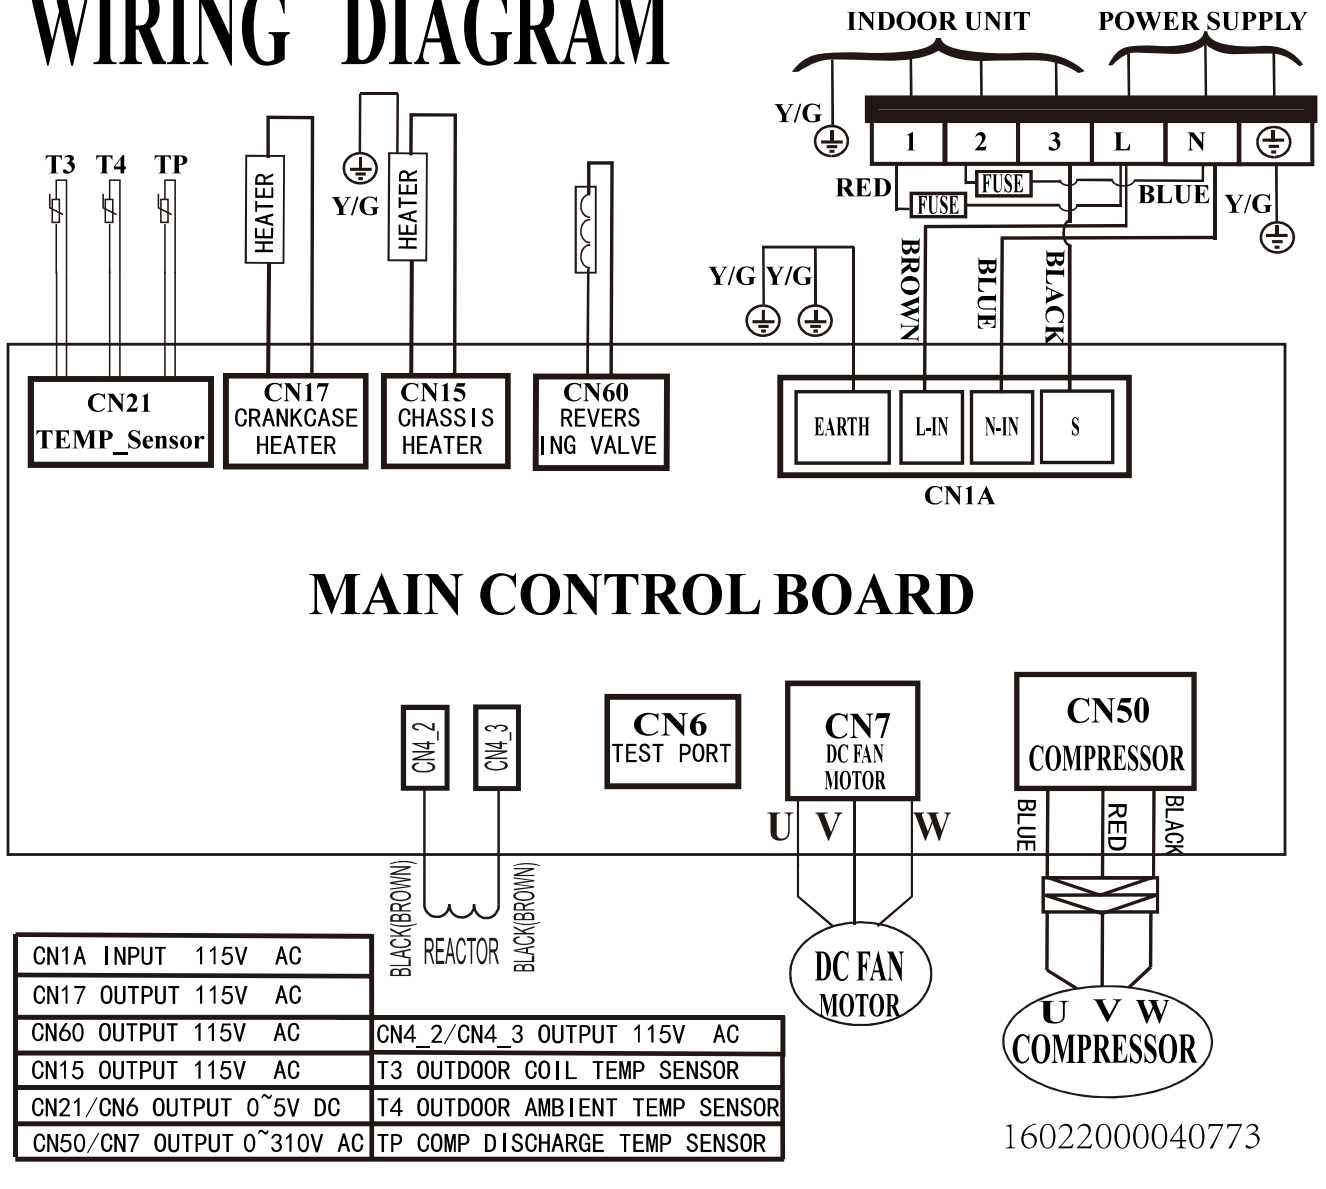 WIRING DIAGRAM
INDOOR UNIT
POWER SUPPLY
Y/G
1
2
3
L
N
RED
FUSE
FUSE
BLUE
Y/G
T3
T4
TP
HEATER
Y/G
HEATER
Y/G
Y/G
BROWN
BLUE
BLACK
CN21
TEMP_Sensor
CN17
CRANKCASE
HEATER
CN15
CHASSIS
HEATER
CN60
REVERS
ING VALVE
EARTH
L-IN
N-IN
S
CN1A
MAIN CONTROL BOARD
CN4_2
CN4_3
CN6
TEST PORT
CN7
DC FAN
MOTOR
CN50
COMPRESSOR
U
V
W
BLUE
RED
BLACK
BLACK(BROWN)
REACTOR
BLACK(BROWN)
DC FAN
MOTOR
U V W
COMPRESSOR
CN1A INPUT 115V AC
CN17 OUTPUT 115V AC
CN60 OUTPUT 115V AC
CN4_2/CN4_3 OUTPUT 115V AC
CN15 OUTPUT 115V AC
T3 OUTDOOR COIL TEMP SENSOR
CN21/CN6 OUTPUT 0~5V DC
T4 OUTDOOR AMBIENT TEMP SENSOR
CN50/CN7 OUTPUT 0~310V AC
TP COMP DISCHARGE TEMP SENSOR
16022000040773